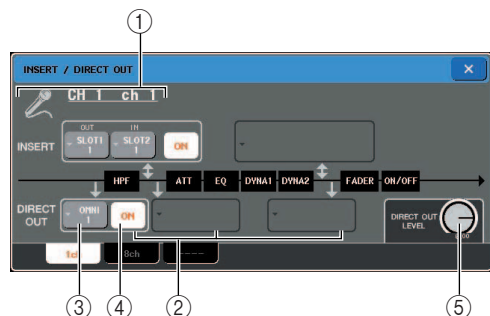 ①
INSERT / DIRECT OUT
×
CH 1 ch 1
OUT IN
INSERT SLOT1 1 SLOT2 1 ON
HPF ATT EQ DYNA1 DYNA2 FADER ON/OFF
DIRECT OUT OMNI 1 ON
DIRECT OUT LEVEL
1ch 8ch ----
③ ④ ② ⑤